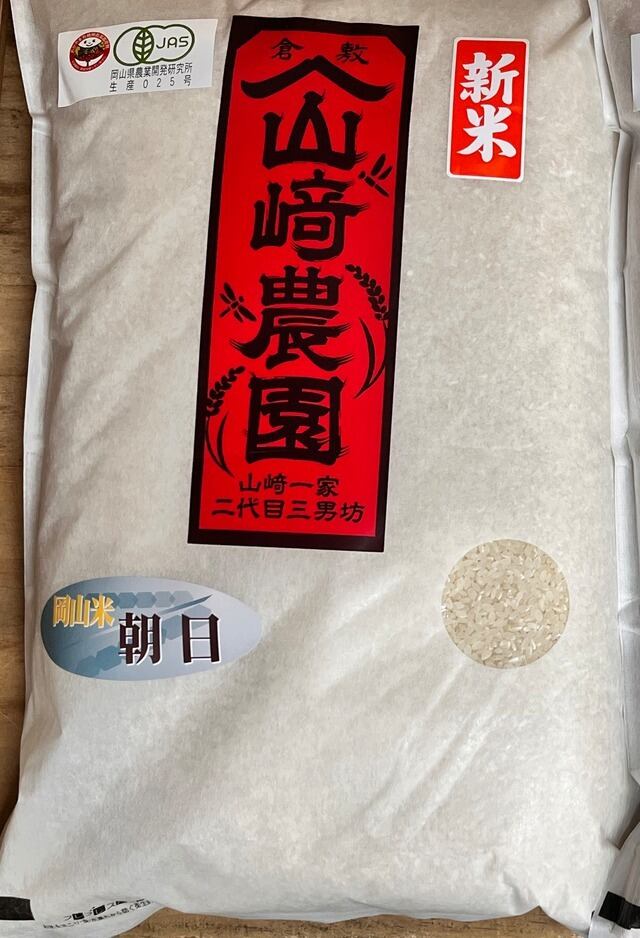 JAS
岡山県農業開発研究所
生産025号
倉敷
山﨑農園
山﨑一家
二代目三男坊
新米
岡山米
朝日